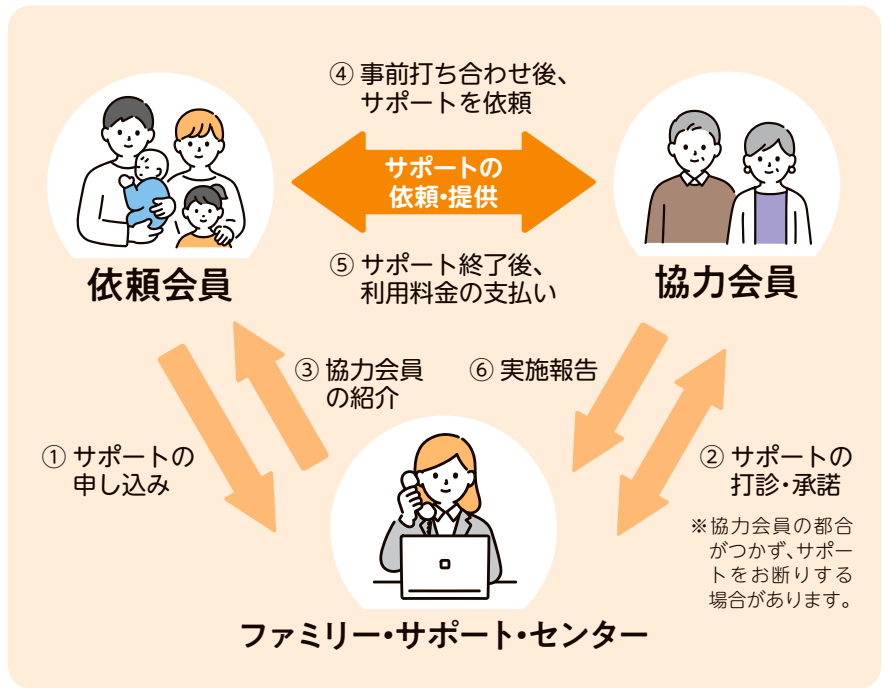 ④ 事前打ち合わせ後、
サポートを依頼
サポートの
依頼・提供
⑤ サポート終了後、
利用料金の支払い
依頼会員
協力会員
③ 協力会員
の紹介
⑥ 実施報告
① サポートの
申し込み
② サポートの
打診・承諾
※協力会員の都合
がつかず、サポー
トをお断りする
場合があります。
ファミリー・サポート・センター